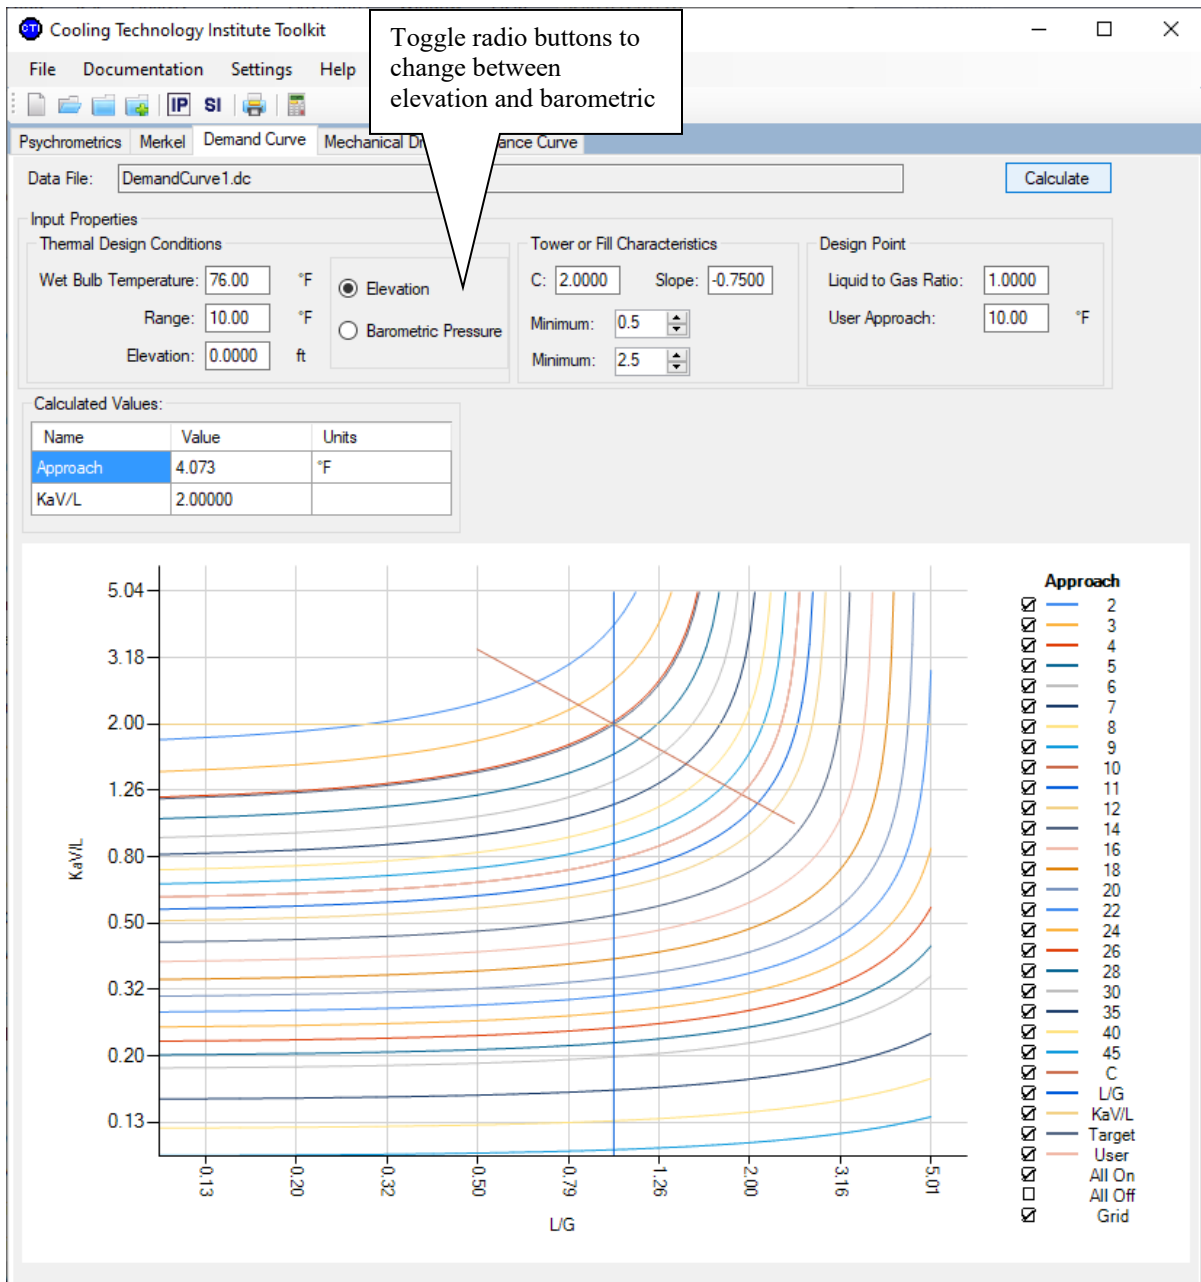 CTI
Cooling Technology Institute Toolkit
Toggle radio buttons to
change between
elevation and barometric
File Documentation Settings Help
IP SI
Psychrometrics Merkel Demand Curve Mechanical Dr ance Curve
Data File: DemandCurve1.dc Calculate
Input Properties
Thermal Design Conditions
Wet Bulb Temperature: 76.00 °F
Range: 10.00 °F
Elevation: 0.0000 ft
Elevation
Barometric Pressure
Tower or Fill Characteristics
C: 2.0000 Slope: -0.7500
Minimum: 0.5
Minimum: 2.5
Design Point
Liquid to Gas Ratio: 1.0000
User Approach: 10.00 °F
Calculated Values:
Name Value Units
Approach 4.073 °F
KaV/L 2.00000
KaV/L
5.04
3.18
2.00
1.26
0.80
0.50
0.32
0.20
0.13
0.13 0.20 0.32 0.50 0.79 1.26 2.00 3.16 5.01
L/G
Approach
2
3
4
5
6
7
8
9
10
11
12
14
16
18
20
22
24
26
28
30
35
40
45
C
L/G
KaV/L
Target
User
All On
All Off
Grid